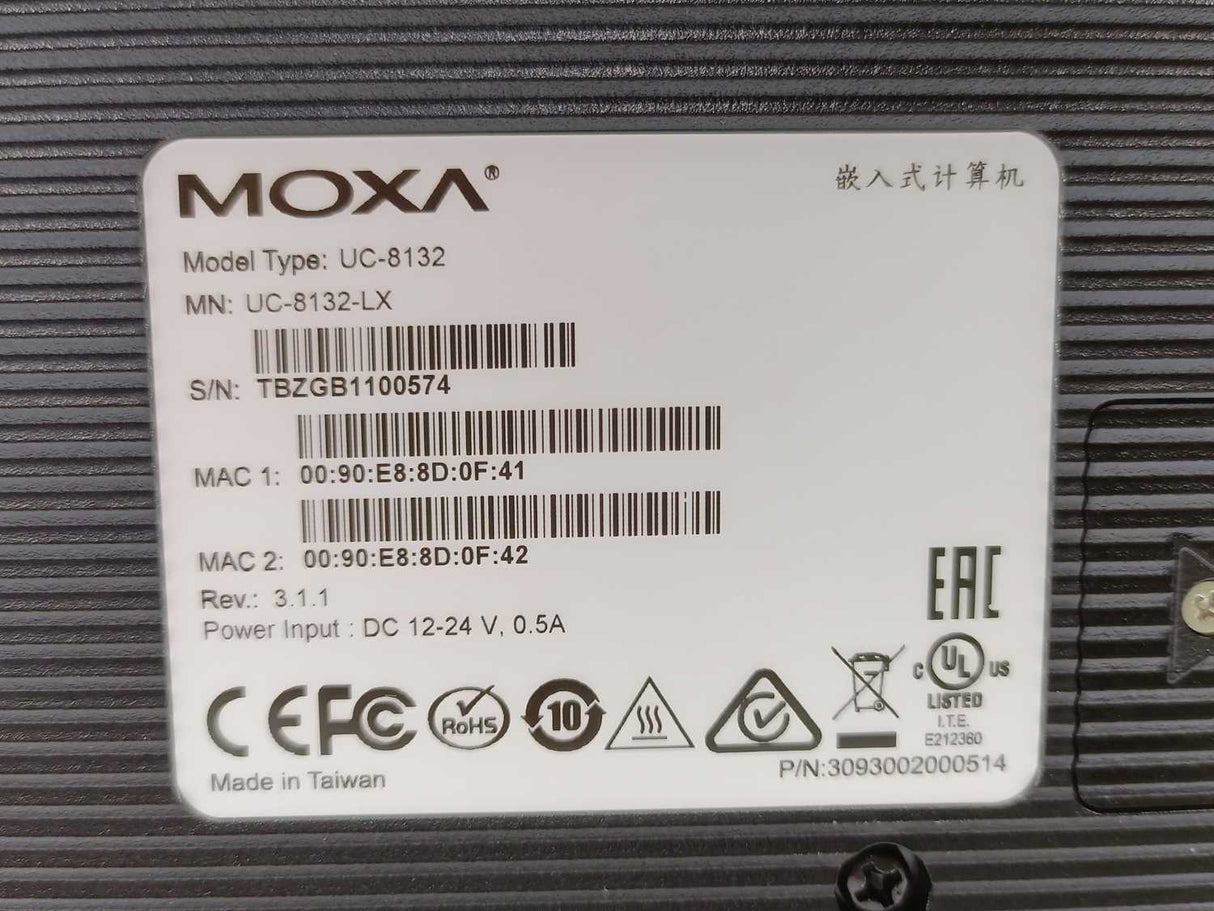 MOXA®
嵌入式计算机
Model Type: UC-8132
MN: UC-8132-LX
S/N: TBZGB1100574
MAC 1: 00:90:E8:8D:0F:41
MAC 2: 00:90:E8:8D:0F:42
Rev.: 3.1.1
Power Input : DC 12-24 V, 0.5A
EAC
CE FC RoHS 10
c UL US
LISTED
I.T.E.
E212360
Made in Taiwan
P/N:3093002000514